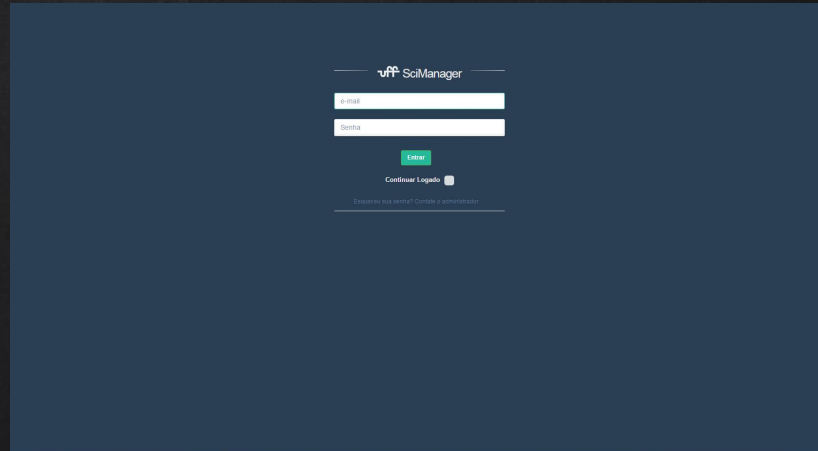 uff SciManager
e-mail
Senha
Entrar
Continuar Logado
Esqueceu sua senha? Contate o administrador